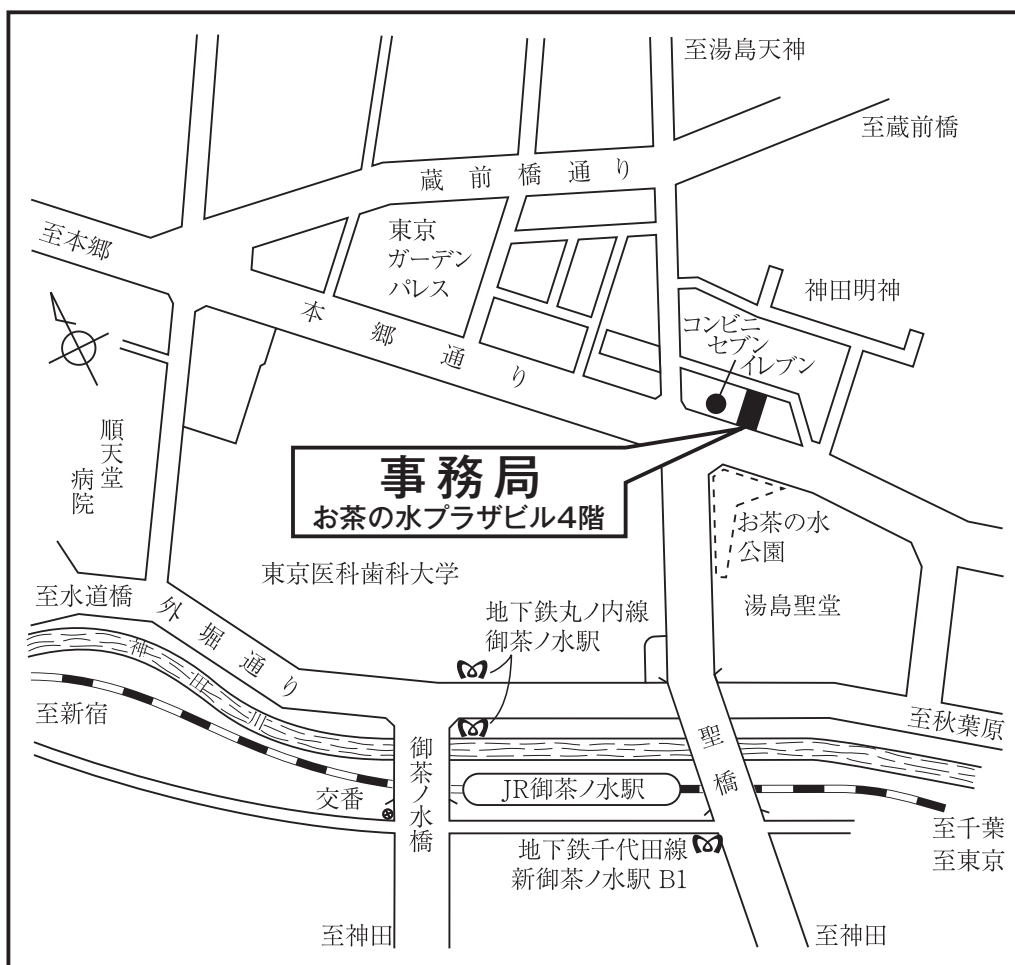 至湯島天神
至蔵前橋
蔵前橋通り
至本郷
東京
ガーデン
パレス
神田明神
本郷通り
コンビニ
セブン
イレブン
順天堂
病院
事務局
お茶の水プラザビル4階
お茶の水
公園
東京医科歯科大学
湯島聖堂
至水道橋
外堀通り
地下鉄丸ノ内線
御茶ノ水駅
神田川
至新宿
至秋葉原
聖橋
御茶ノ水橋
交番
JR御茶ノ水駅
至千葉
至東京
地下鉄千代田線
新御茶ノ水駅 B1
至神田
至神田